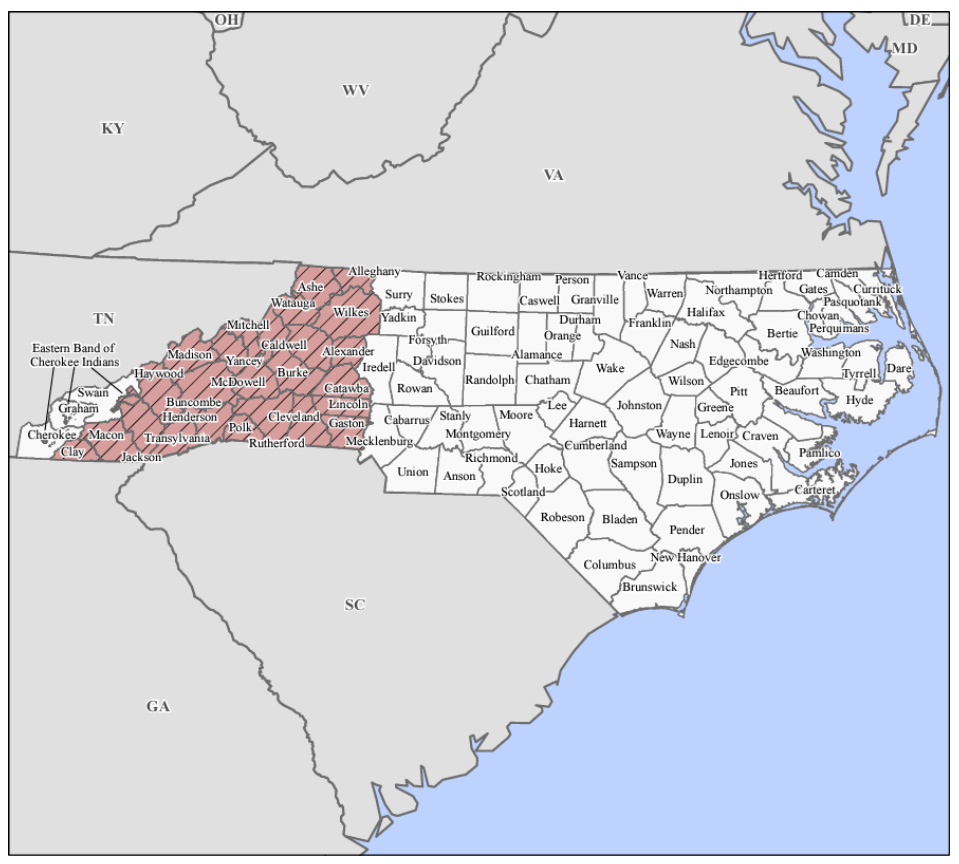 OH
DE
MD
WV
KY
VA
Alleghany
Rockingham
Person
Vance
Hertford
Camden
Ashe
Surry
Stokes
Caswell
Granville
Warren
Northampton
Gates
Currituck
Watauga
Wilkes
Yadkin
Durham
Franklin
Halifax
Chowan
Pasquotank
TN
Mitchell
Forsyth
Guilford
Orange
Bertie
Perquimans
Eastern Band of
Cherokee Indians
Madison
Yancey
Caldwell
Alexander
Iredell
Davidson
Alamance
Wake
Nash
Edgecombe
Washington
Haywood
McDowell
Burke
Catawba
Rowan
Randolph
Chatham
Wilson
Pitt
Beaufort
Tyrrell
Dare
Swain
Graham
Buncombe
Lincoln
Lee
Johnston
Greene
Hyde
Henderson
Cleveland
Gaston
Cabarrus
Stanly
Moore
Harnett
Cherokee
Macon
Transylvania
Polk
Rutherford
Mecklenburg
Montgomery
Cumberland
Wayne
Lenoir
Craven
Clay
Jackson
Union
Anson
Richmond
Hoke
Sampson
Jones
Pamlico
Scotland
Duplin
Onslow
Carteret
Robeson
Bladen
Pender
Columbus
New Hanover
Brunswick
SC
GA